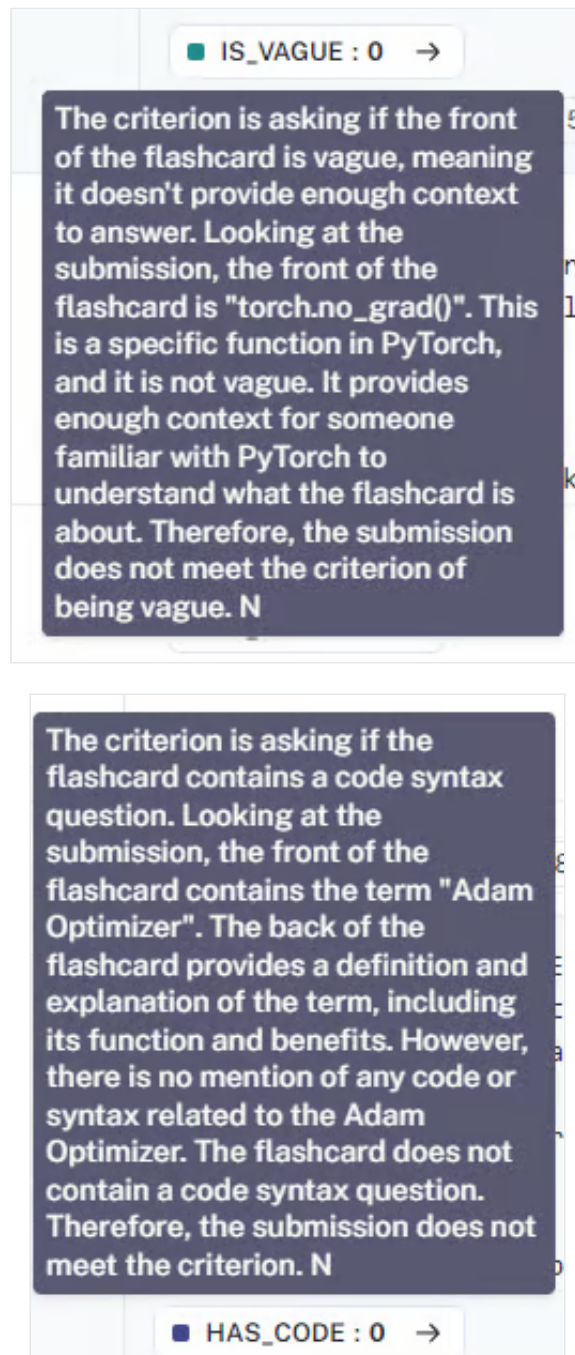 IS_VAGUE : 0 →
The criterion is asking if the front
of the flashcard is vague, meaning
it doesn't provide enough context
to answer. Looking at the
submission, the front of the
flashcard is "torch.no_grad()". This
is a specific function in PyTorch,
and it is not vague. It provides
enough context for someone
familiar with PyTorch to
understand what the flashcard is
about. Therefore, the submission
does not meet the criterion of
being vague. N
The criterion is asking if the
flashcard contains a code syntax
question. Looking at the
submission, the front of the
flashcard contains the term "Adam
Optimizer". The back of the
flashcard provides a definition and
explanation of the term, including
its function and benefits. However,
there is no mention of any code or
syntax related to the Adam
Optimizer. The flashcard does not
contain a code syntax question.
Therefore, the submission does not
meet the criterion. N
HAS_CODE : 0 →